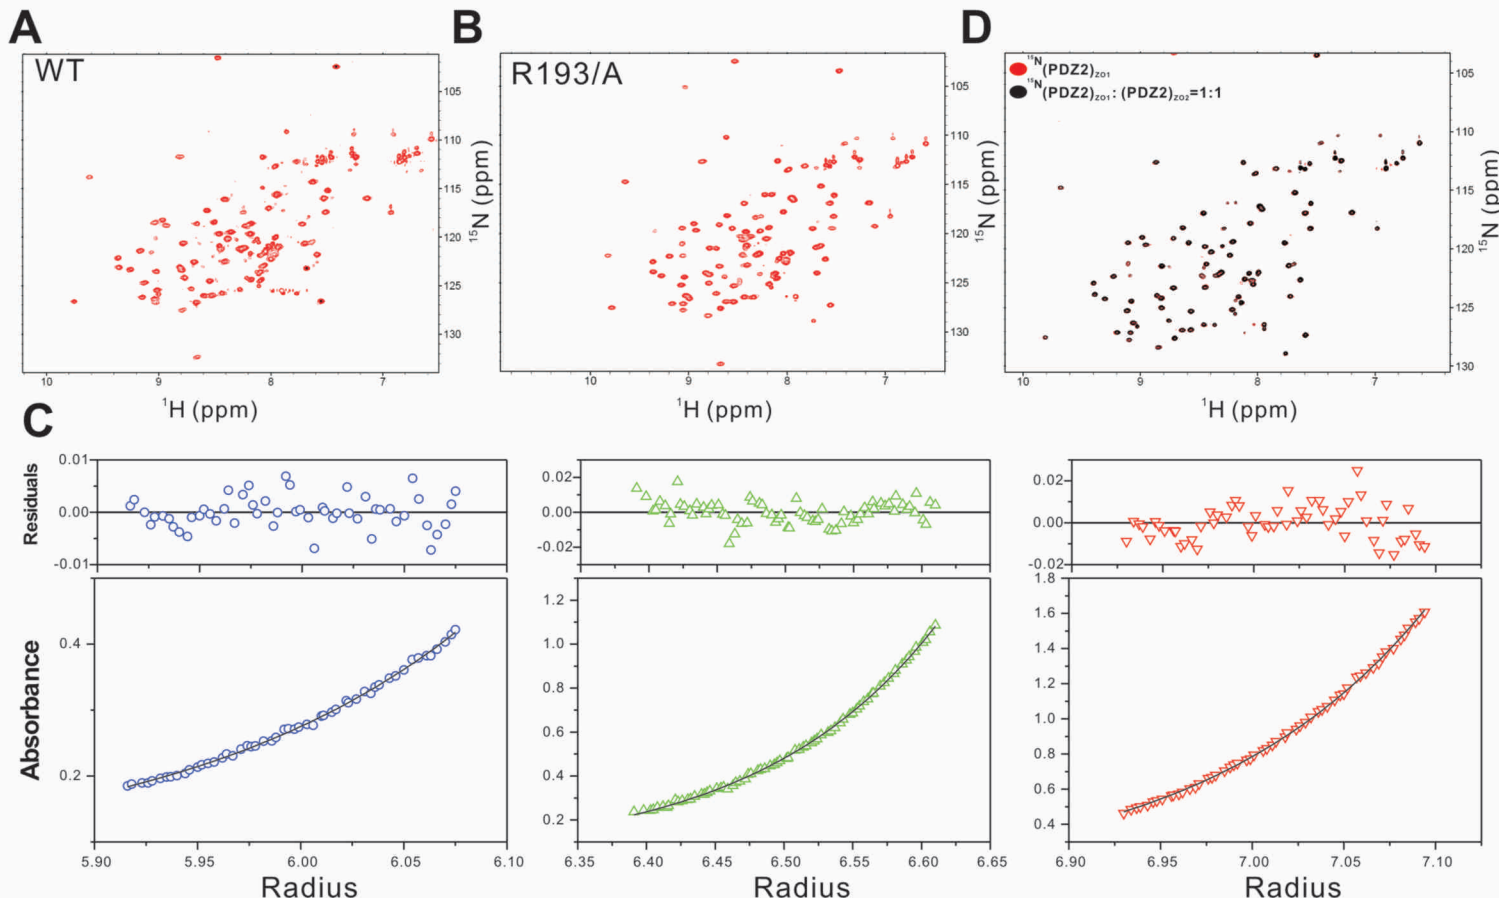 A
B
D
WT
R193/A
¹⁵N(PDZ2)ZO1
¹⁵N(PDZ2)ZO1: (PDZ2)ZO2=1:1
105
110
115
120
125
130
¹⁵N (ppm)
10 9 8 7
¹H (ppm)
105
110
115
120
125
130
¹⁵N (ppm)
10 9 8 7
¹H (ppm)
105
110
115
120
125
130
¹⁵N (ppm)
10 9 8 7
¹H (ppm)
C
Residuals
0.01
0.00
-0.01
0.02
0.00
-0.02
0.02
0.00
-0.02
Absorbance
0.4
0.2
5.90 5.95 6.00 6.05 6.10
Radius
1.2
1.0
0.8
0.6
0.4
0.2
6.35 6.40 6.45 6.50 6.55 6.60 6.65
Radius
1.8
1.6
1.4
1.2
1.0
0.8
0.6
0.4
6.90 6.95 7.00 7.05 7.10
Radius